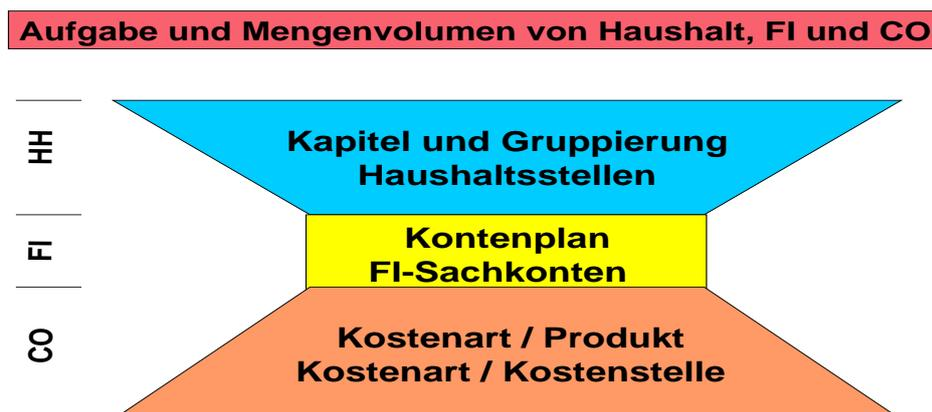 Aufgabe und Mengenvolumen von Haushalt, FI und CO
HH
Kapitel und Gruppierung
Haushaltsstellen
FI
Kontenplan
FI-Sachkonten
CO
Kostenart / Produkt
Kostenart / Kostenstelle